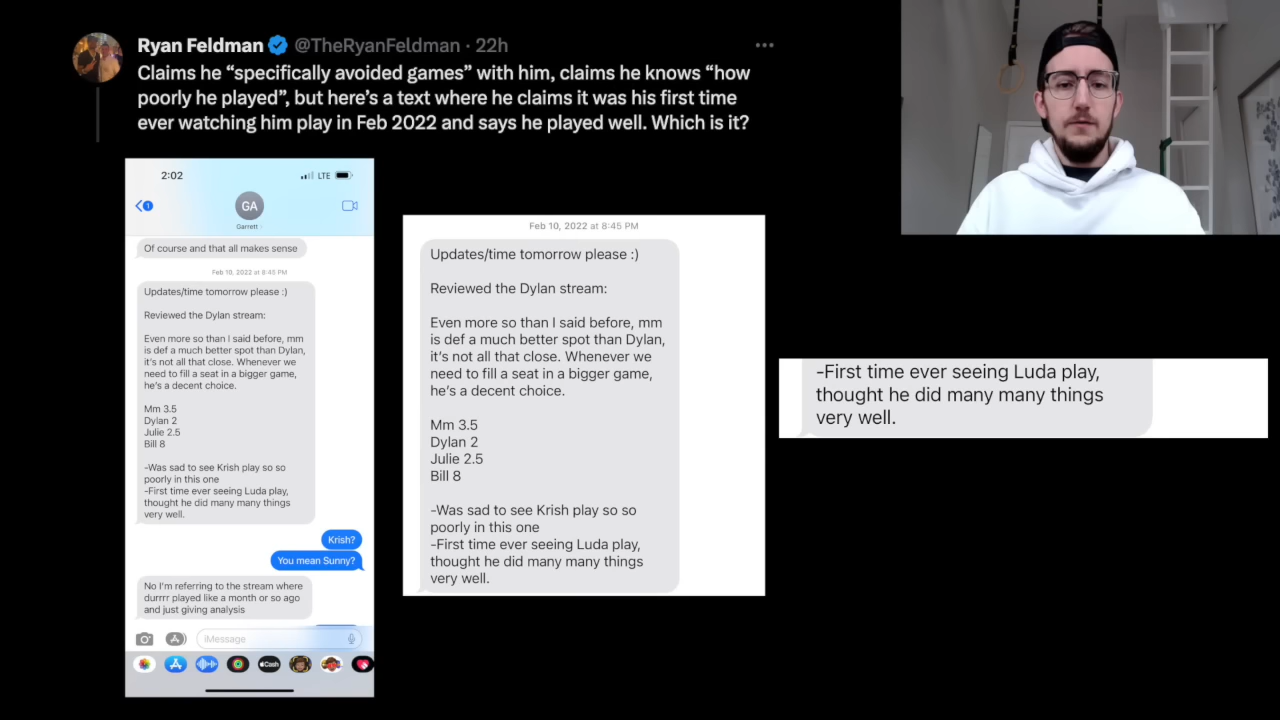 Ryan Feldman @TheRyanFeldman · 22h
Claims he “specifically avoided games” with him, claims he knows “how
poorly he played”, but here’s a text where he claims it was his first time
ever watching him play in Feb 2022 and says he played well. Which is it?
2:02
LTE
1
GA
Garrett
Of course and that all makes sense
Feb 10, 2022 at 8:45 PM
Updates/time tomorrow please :)
Reviewed the Dylan stream:
Even more so than I said before, mm
is def a much better spot than Dylan,
it’s not all that close. Whenever we
need to fill a seat in a bigger game,
he’s a decent choice.
Mm 3.5
Dylan 2
Julie 2.5
Bill 8
-Was sad to see Krish play so so
poorly in this one
-First time ever seeing Luda play,
thought he did many many things
very well.
Krish?
You mean Sunny?
No I’m referring to the stream where
durrrr played like a month or so ago
and just giving analysis
iMessage
Cash
Feb 10, 2022 at 8:45 PM
Updates/time tomorrow please :)
Reviewed the Dylan stream:
Even more so than I said before, mm
is def a much better spot than Dylan,
it’s not all that close. Whenever we
need to fill a seat in a bigger game,
he’s a decent choice.
Mm 3.5
Dylan 2
Julie 2.5
Bill 8
-Was sad to see Krish play so so
poorly in this one
-First time ever seeing Luda play,
thought he did many many things
very well.
-First time ever seeing Luda play,
thought he did many many things
very well.